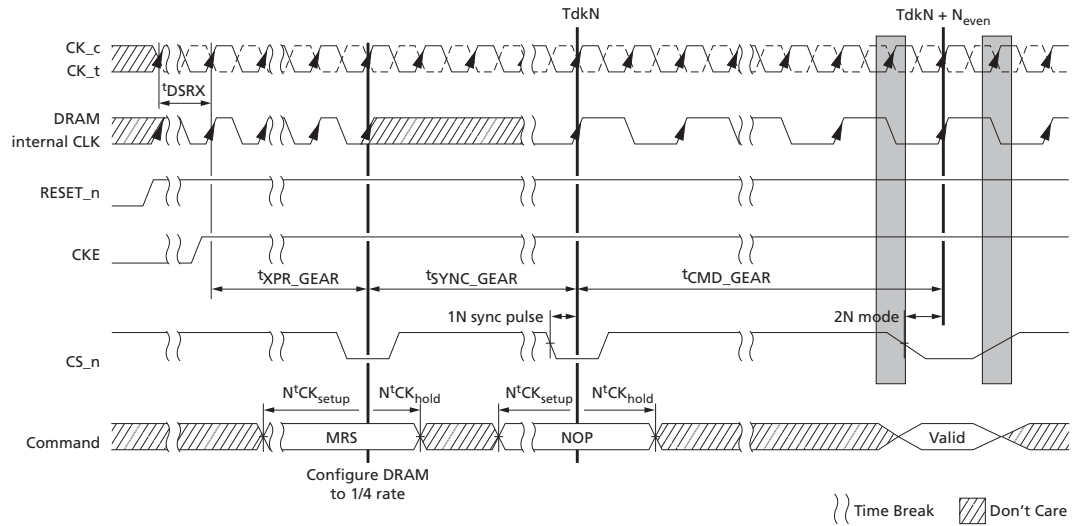 TdkN
TdkN + Neven
CK_c
CK_t
tDSRX
DRAM
internal CLK
RESET_n
CKE
tXPR_GEAR
tSYNC_GEAR
tCMD_GEAR
1N sync pulse
2N mode
CS_n
NtCKsetup
NtCKhold
NtCKsetup
NtCKhold
Command
MRS
NOP
Valid
Configure DRAM
to 1/4 rate
Time Break
Don't Care